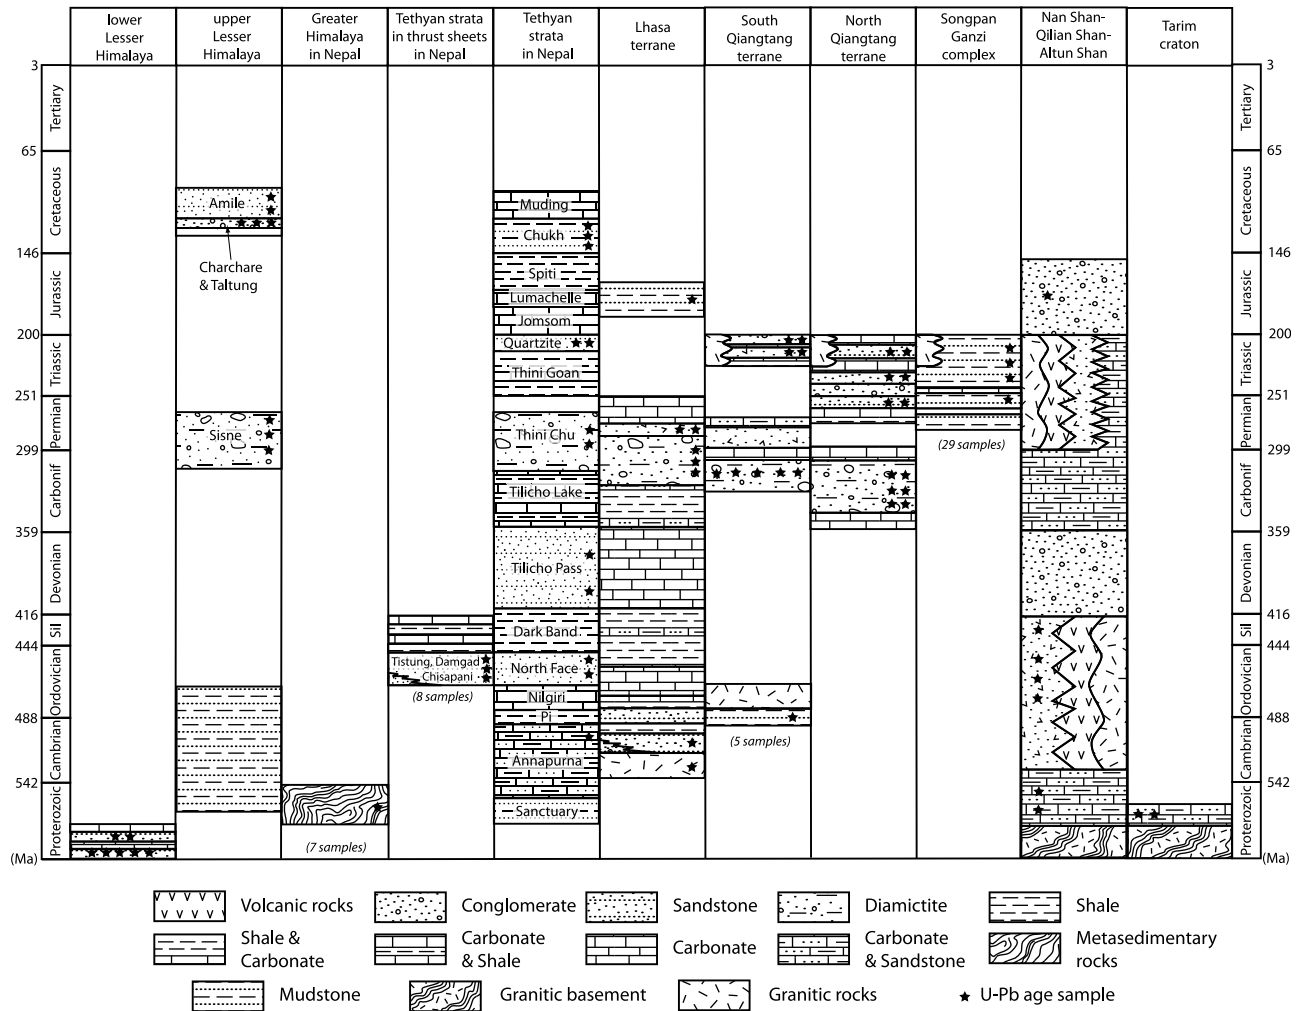 lower
Lesser
Himalaya
upper
Lesser
Himalaya
Greater
Himalaya
in Nepal
Tethyan strata
in thrust sheets
in Nepal
Tethyan
strata
in Nepal
Lhasa
terrane
South
Qiangtang
terrane
North
Qiangtang
terrane
Songpan
Ganzi
complex
Nan Shan-
Qilian Shan-
Altun Shan
Tarim
craton
3
Tertiary
65
Cretaceous
146
Jurassic
200
Triassic
251
Permian
299
Carbonif
359
Devonian
416
Sil
444
Ordovician
488
Cambrian
542
Proterozoic
(Ma)
Amile
Charchare
& Taltung
Sisne
(7 samples)
Tistung, Damgad
Chisapani
(8 samples)
Muding
Chukh
Spiti
Lumachelle
Jomsom
Quartzite
Thini Goan
Thini Chu
Tilicho Lake
Tilicho Pass
Dark Band
North Face
Nilgiri
Pi
Annapurna
Sanctuary
(5 samples)
(29 samples)
3
Tertiary
65
Cretaceous
146
Jurassic
200
Triassic
251
Permian
299
Carbonif
359
Devonian
416
Sil
444
Ordovician
488
Cambrian
542
Proterozoic
(Ma)
Volcanic rocks
Conglomerate
Sandstone
Diamictite
Shale
Shale &
Carbonate
Carbonate
& Shale
Carbonate
Carbonate
& Sandstone
Metasedimentary
rocks
Mudstone
Granitic basement
Granitic rocks
U-Pb age sample